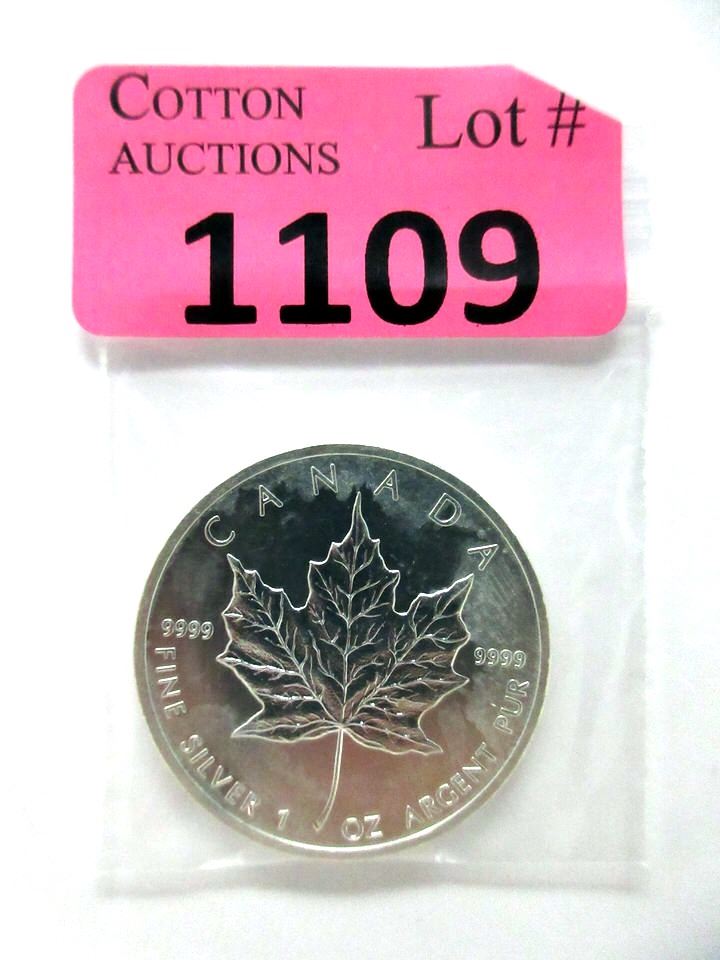 COTTON
AUCTIONS
Lot #
1109
CANADA
9999
9999
FINE SILVER 1 OZ ARGENT PUR